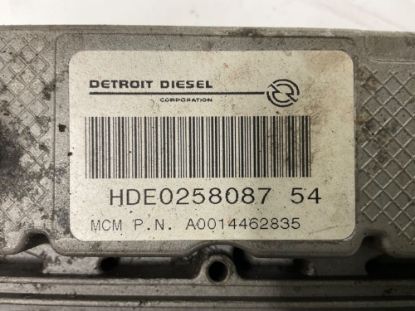 DETROIT DIESEL
CORPORATION
HDE0258087 54
MCM P.N. A0014462835